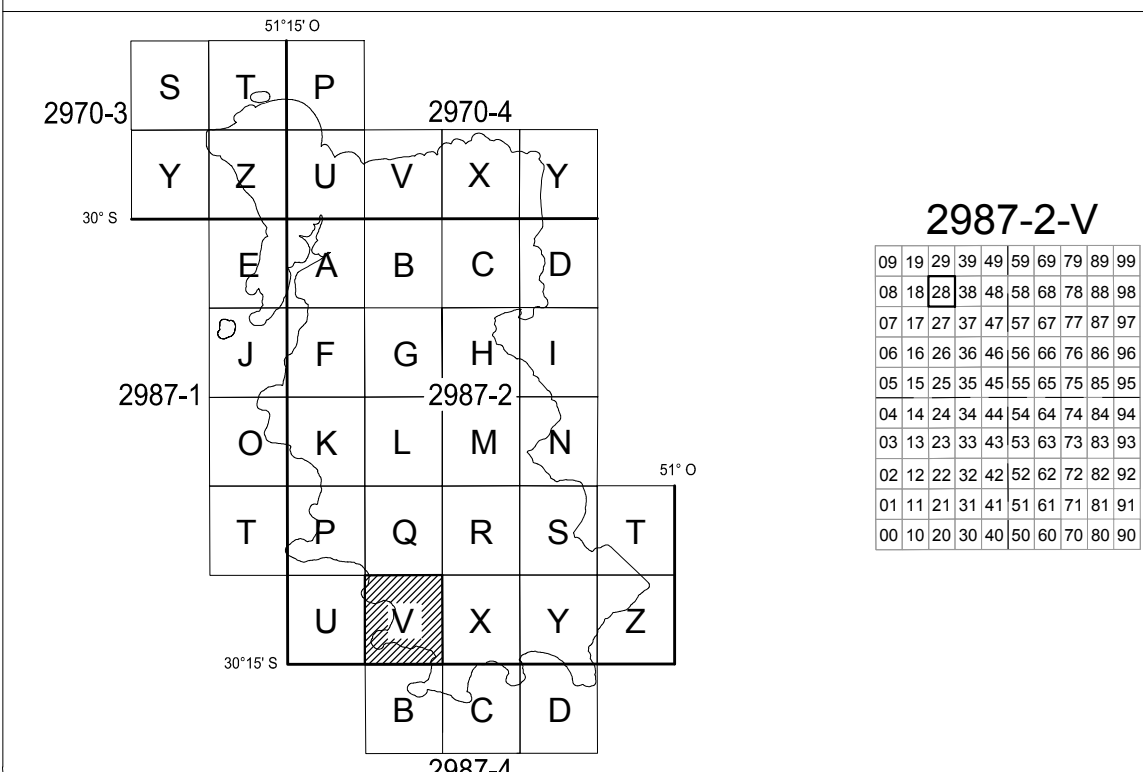 51°15' O
S T P
2970-3 2970-4
Y Z U V X Y
30° S
E A B C D
J F G H I
2987-1 2987-2
O K L M N
51° O
T P Q R S T
U V X Y Z
30°15' S
B C D
2987-4
2987-2-V
09 19 29 39 49 59 69 79 89 99
08 18 28 38 48 58 68 78 88 98
07 17 27 37 47 57 67 77 87 97
06 16 26 36 46 56 66 76 86 96
05 15 25 35 45 55 65 75 85 95
04 14 24 34 44 54 64 74 84 94
03 13 23 33 43 53 63 73 83 93
02 12 22 32 42 52 62 72 82 92
01 11 21 31 41 51 61 71 81 91
00 10 20 30 40 50 60 70 80 90